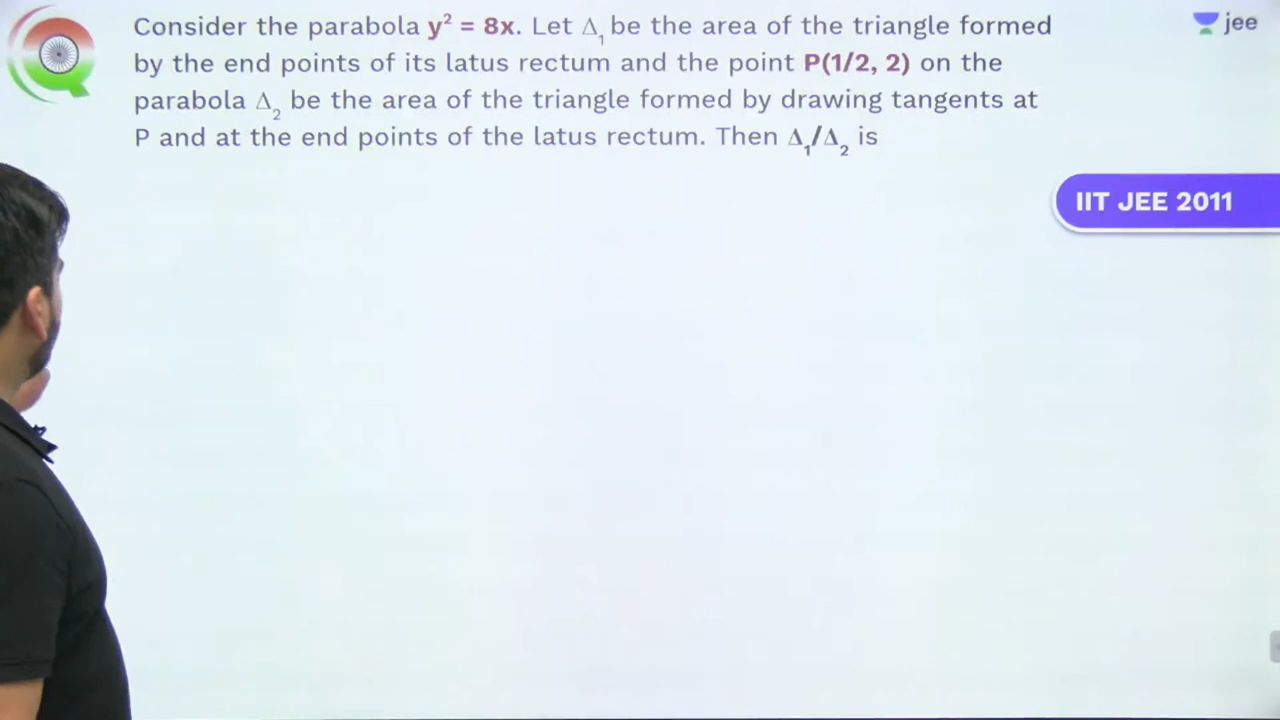 Consider the parabola y² = 8x. Let Δ₁ be the area of the triangle formed
by the end points of its latus rectum and the point P(1/2, 2) on the
parabola Δ₂ be the area of the triangle formed by drawing tangents at
P and at the end points of the latus rectum. Then Δ₁/Δ₂ is
jee
IIT JEE 2011